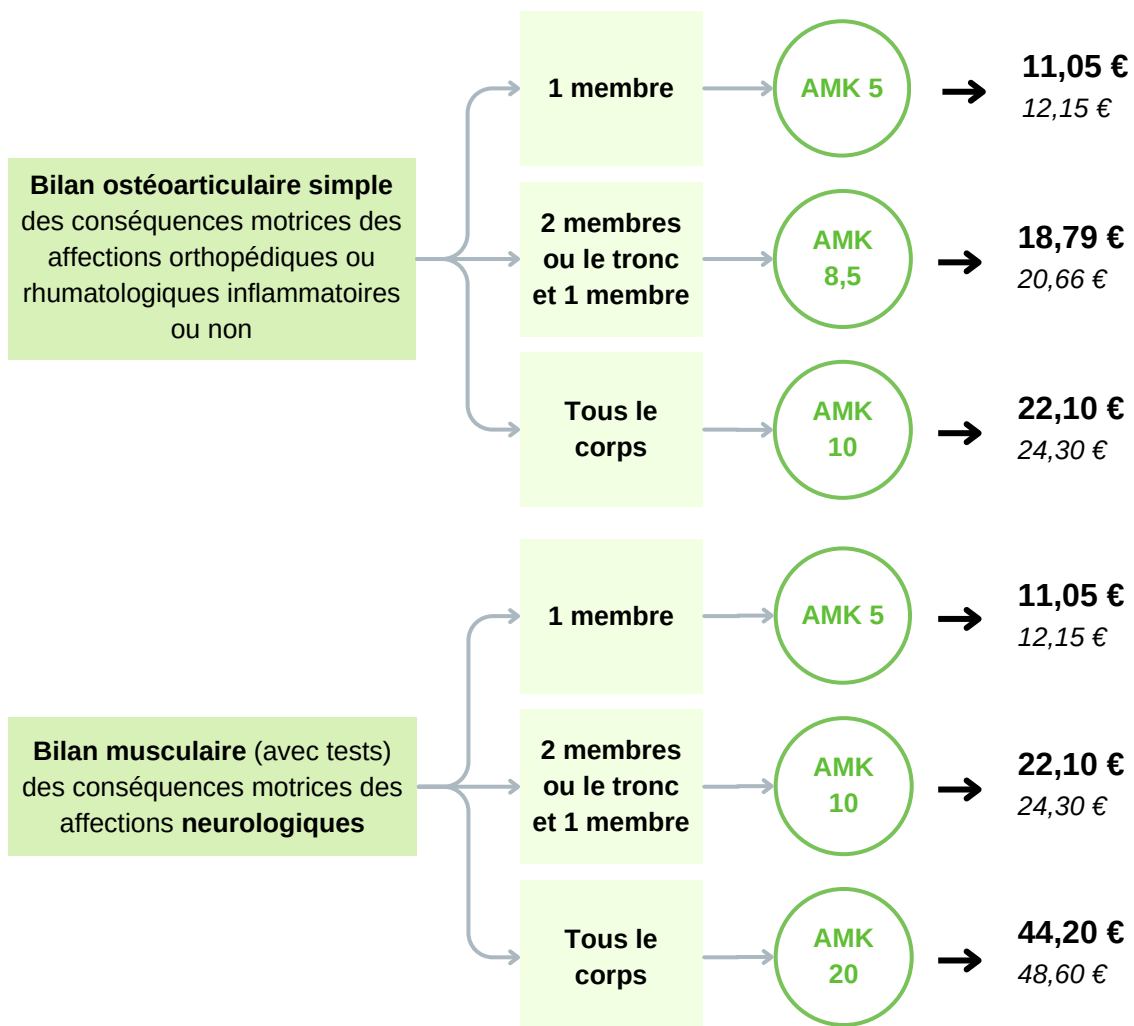 Bilan ostéoarticulaire simple
des conséquences motrices des
affections orthopédiques ou
rhumatologiques inflammatoires
ou non
1 membre
AMK 5
11,05 €
12,15 €
2 membres
ou le tronc
et 1 membre
AMK
8,5
18,79 €
20,66 €
Tous le
corps
AMK
10
22,10 €
24,30 €
Bilan musculaire (avec tests)
des conséquences motrices des
affections neurologiques
1 membre
AMK 5
11,05 €
12,15 €
2 membres
ou le tronc
et 1 membre
AMK
10
22,10 €
24,30 €
Tous le
corps
AMK
20
44,20 €
48,60 €